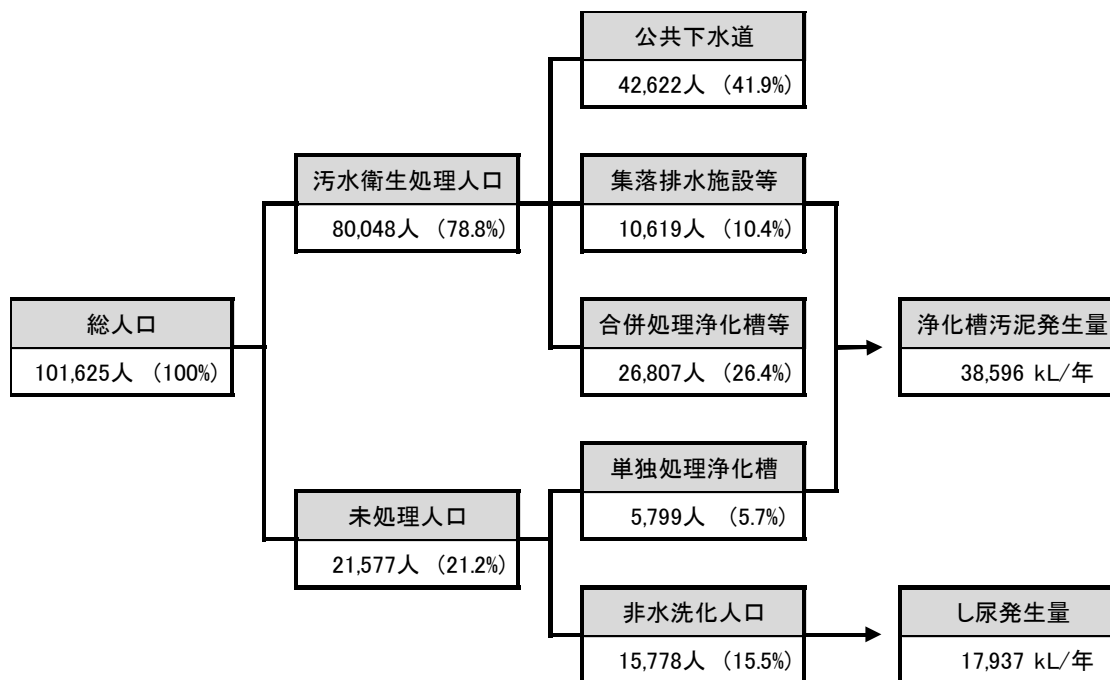 公共下水道
42,622人 (41.9%)
汚水衛生処理人口
80,048人 (78.8%)
集落排水施設等
10,619人 (10.4%)
総人口
101,625人 (100%)
合併処理浄化槽等
26,807人 (26.4%)
浄化槽汚泥発生量
38,596 kL/年
未処理人口
21,577人 (21.2%)
単独処理浄化槽
5,799人 (5.7%)
非水洗化人口
15,778人 (15.5%)
し尿発生量
17,937 kL/年